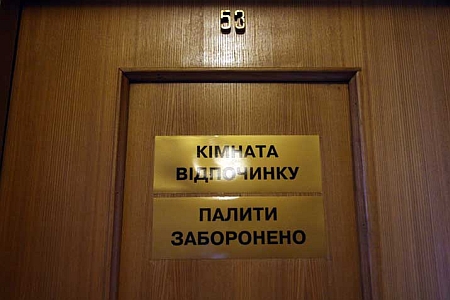 53
КІМНАТА
ВІДПОЧИНКУ
ПАЛИТИ
ЗАБОРОНЕНО